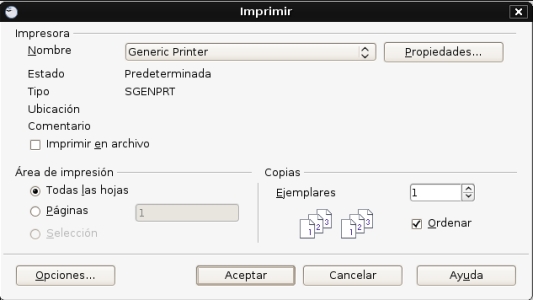 Imprimir
Impresora
Nombre Generic Printer Propiedades...
Estado Predeterminada
Tipo SGENPRT
Ubicación
Comentario
Imprimir en archivo
Área de impresión Copias
Todas las hojas Ejemplares 1
Páginas 1 1 2 3 1 2 3 Ordenar
Selección
Opciones... Aceptar Cancelar Ayuda